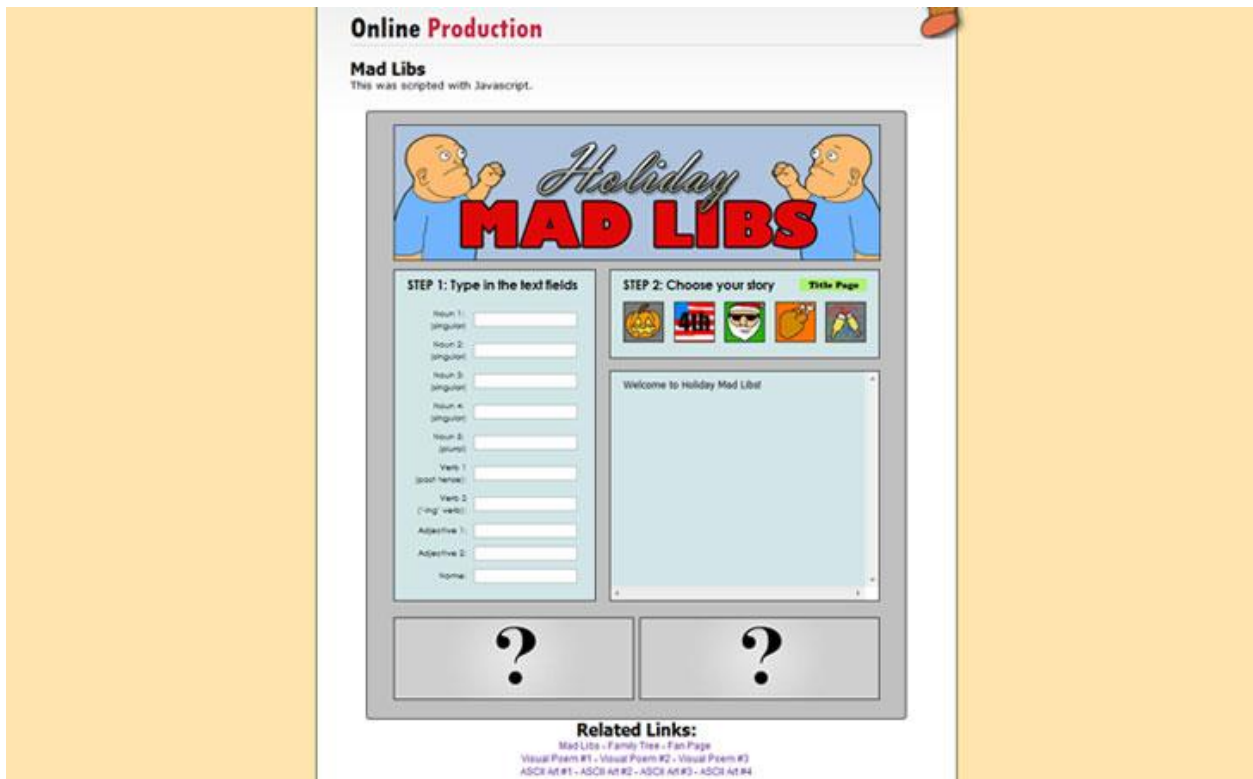 Online Production
Mad Libs
This was scripted with Javascript.
Holiday
MAD LIBS
STEP 1: Type in the text fields
Noun 1:
(singular)
Noun 2:
(singular)
Noun 3:
(singular)
Noun 4:
(singular)
Noun 5:
(plural)
Verb 1
(past tense):
Verb 2
('-ing' verb):
Adjective 1:
Adjective 2:
Name:
STEP 2: Choose your story
Title Page
4th
Welcome to Holiday Mad Libs!
? ?
Related Links:
Mad Libs - Family Tree - Fan Page
Visual Poem #1 - Visual Poem #2 - Visual Poem #3
ASCII Art #1 - ASCII Art #2 - ASCII Art #3 - ASCII Art #4